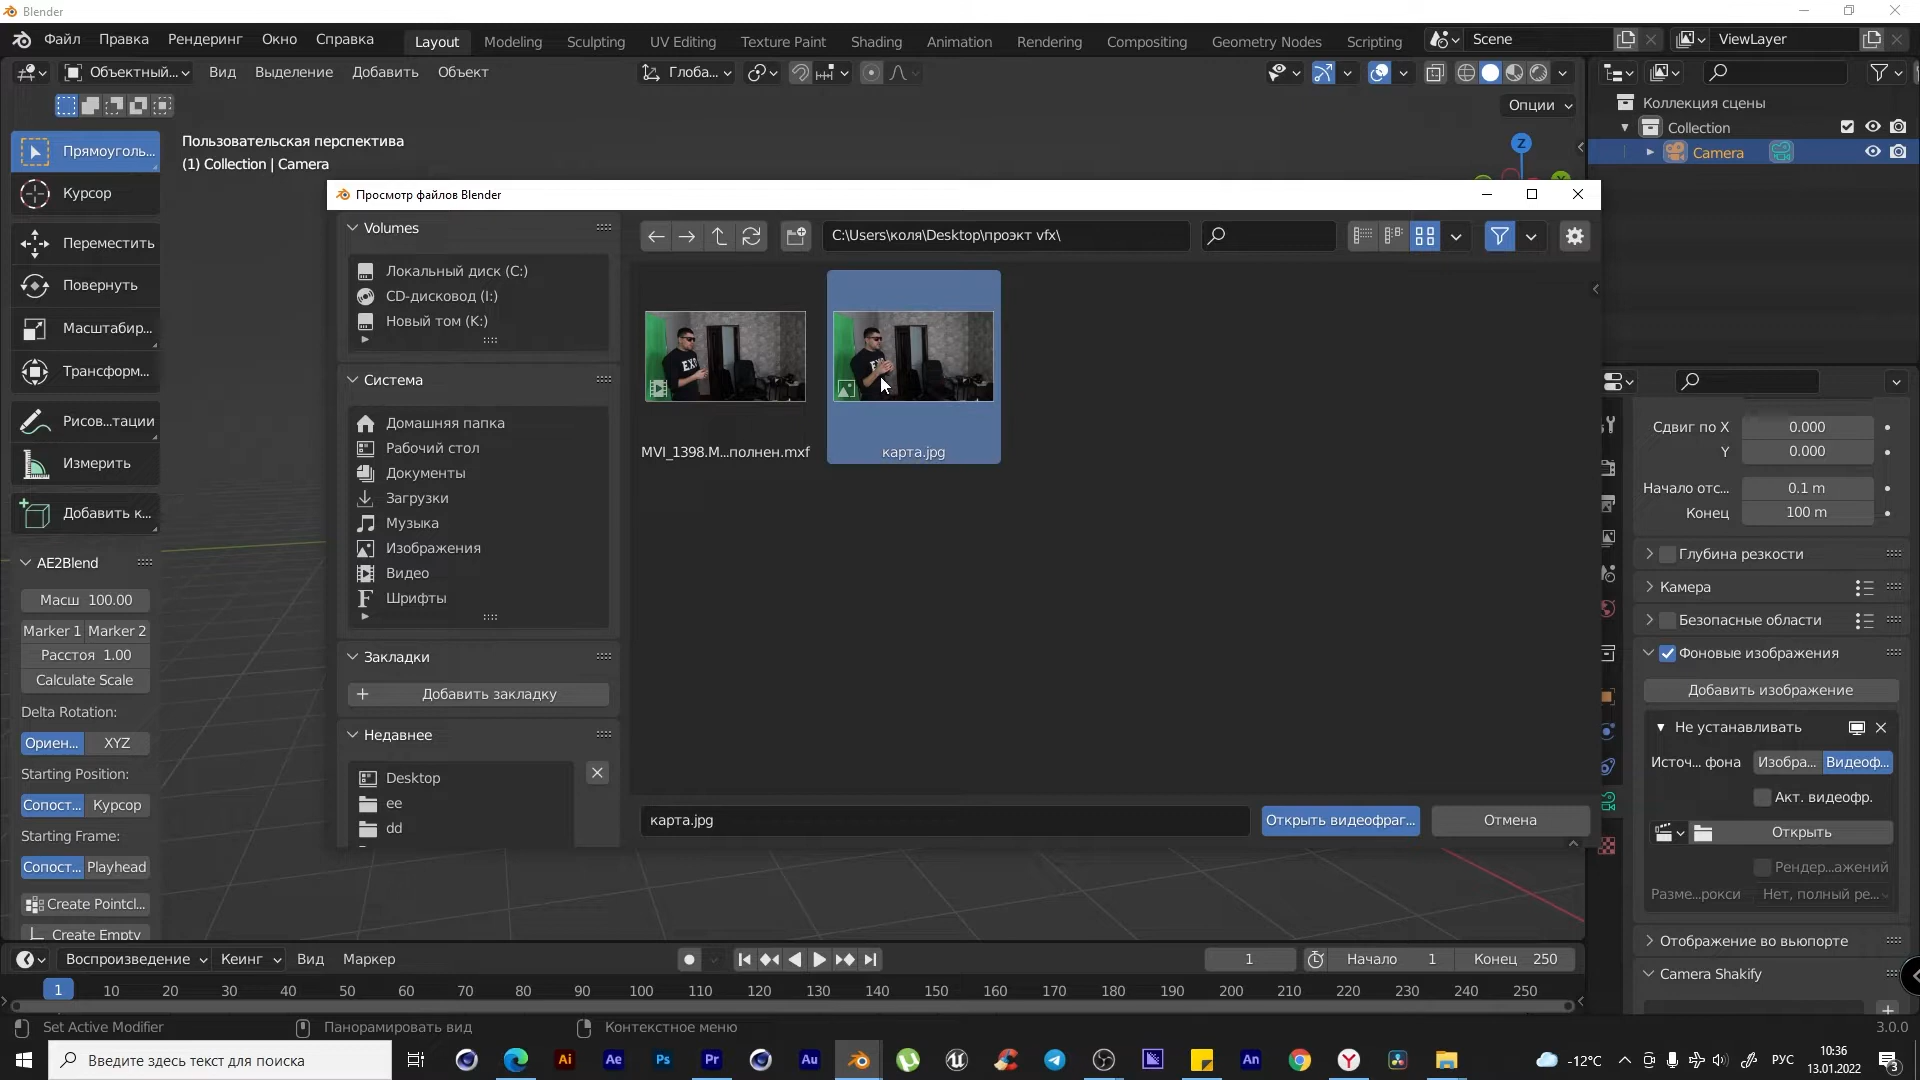 Blender
Файл Правка Рендеринг Окно Справка Layout Modeling Sculpting UV Editing Texture Paint Shading Animation Rendering Compositing Geometry Nodes Scripting Scene ViewLayer
Объектный... Вид Выделение Добавить Объект Глоба...
Опции
Коллекция сцены
Collection
Camera
Прямоуголь...
Курсор
Переместить
Повернуть
Масштабир...
Трансформ...
Рисов...тации
Измерить
Добавить к...
Пользовательская перспектива
(1) Collection | Camera
Z
Y
Просмотр файлов Blender
Volumes
Локальный диск (C:)
CD-дисковод (I:)
Новый том (K:)
Система
Домашняя папка
Рабочий стол
Документы
Загрузки
Музыка
Изображения
Видео
Шрифты
Закладки
Добавить закладку
Недавнее
Desktop
ee
dd
C:\Users\коля\Desktop\проэкт vfx\
MVI_1398.M...полнен.mxf
карта.jpg
карта.jpg
Открыть видеофраг...
Отмена
AE2Blend
Масш 100.00
Marker 1 Marker 2
Расстоя 1.00
Calculate Scale
Delta Rotation:
Ориен... XYZ
Starting Position:
Сопост... Курсор
Starting Frame:
Сопост... Playhead
Create Pointcl...
Create Empty
Сдвиг по X 0.000
Y 0.000
Начало отс... 0.1 m
Конец 100 m
Глубина резкости
Камера
Безопасные области
Фоновые изображения
Добавить изображение
Не устанавливать
Источ... фона Изобра... Видеоф...
Акт. видеофр.
Открыть
Рендер...ажений
Разме...рокси Нет, полный ре...
Отображение во вьюпорте
Camera Shakify
Воспроизведение Кеинг Вид Маркер
1 Начало 1 Конец 250
1 10 20 30 40 50 60 70 80 90 100 110 120 130 140 150 160 170 180 190 200 210 220 230 240 250
Set Active Modifier Панорамировать вид Контекстное меню 3.0.0
Введите здесь текст для поиска
Ai Ae Ps Pr Au An
-12°C РУС 10:36
13.01.2022
3